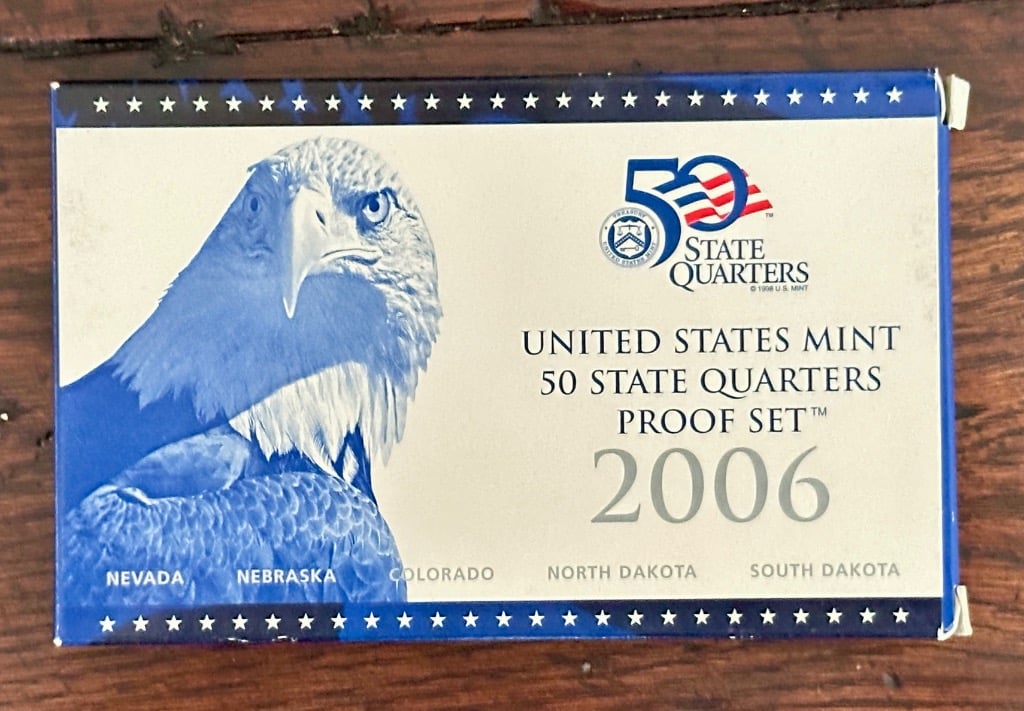 50
TM
STATE
QUARTERS
© 1998 U.S. MINT
UNITED STATES MINT
50 STATE QUARTERS
PROOF SET™
2006
NEVADA NEBRASKA COLORADO NORTH DAKOTA SOUTH DAKOTA